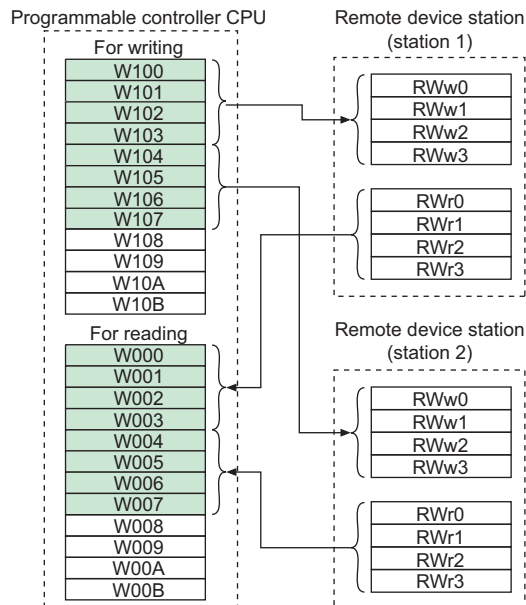 Programmable controller CPU
For writing
W100
W101
W102
W103
W104
W105
W106
W107
W108
W109
W10A
W10B
For reading
W000
W001
W002
W003
W004
W005
W006
W007
W008
W009
W00A
W00B
Remote device station
(station 1)
RWw0
RWw1
RWw2
RWw3
RWr0
RWr1
RWr2
RWr3
Remote device station
(station 2)
RWw0
RWw1
RWw2
RWw3
RWr0
RWr1
RWr2
RWr3